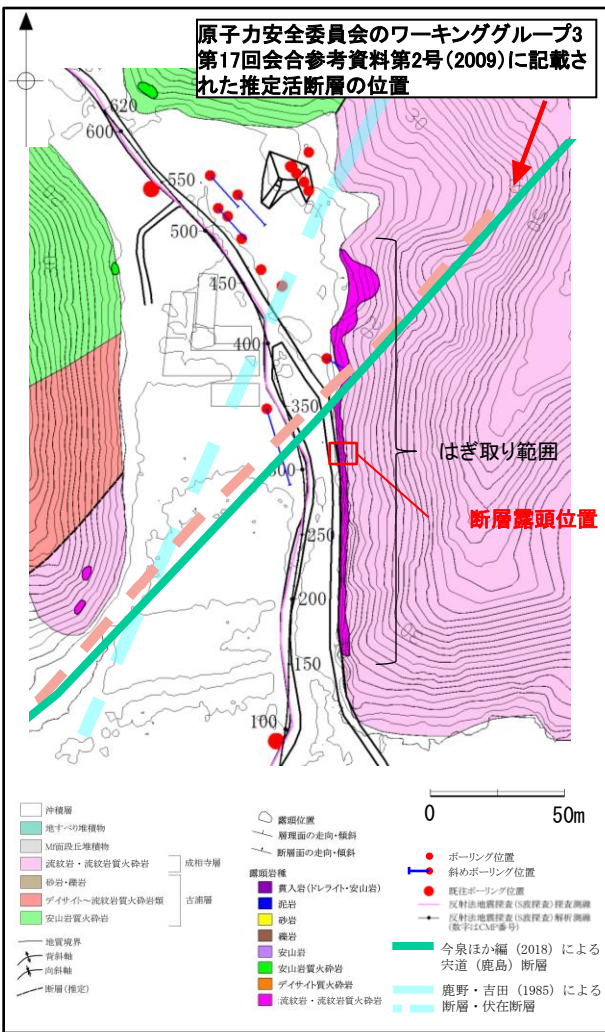 原子力安全委員会のワーキンググループ3
第17回会合参考資料第2号(2009)に記載さ
れた推定活断層の位置
620
600
550
500
450
400
350
300
250
200
150
100
はぎ取り範囲
断層露頭位置
0 50m
沖積層
地すべり堆積物
M1面段丘堆積物
流紋岩・流紋岩質火砕岩
成相寺層
砂岩・礫岩
デイサイト～流紋岩質火砕岩類
古浦層
安山岩質火砕岩
地質境界
背斜軸
向斜軸
断層(推定)
露頭位置
層理面の走向・傾斜
断層面の走向・傾斜
露頭岩種
貫入岩(ドレライト・安山岩)
泥岩
砂岩
礫岩
安山岩
安山岩質火砕岩
デイサイト質火砕岩
流紋岩・流紋岩質火砕岩
ボーリング位置
斜めボーリング位置
既往ボーリング位置
反射法地震探査(S波探査)探査測線
反射法地震探査(S波探査)解析測線
(数字はCMP番号)
今泉ほか編（2018）による
宍道（鹿島）断層
鹿野・吉田（1985）による
断層・伏在断層